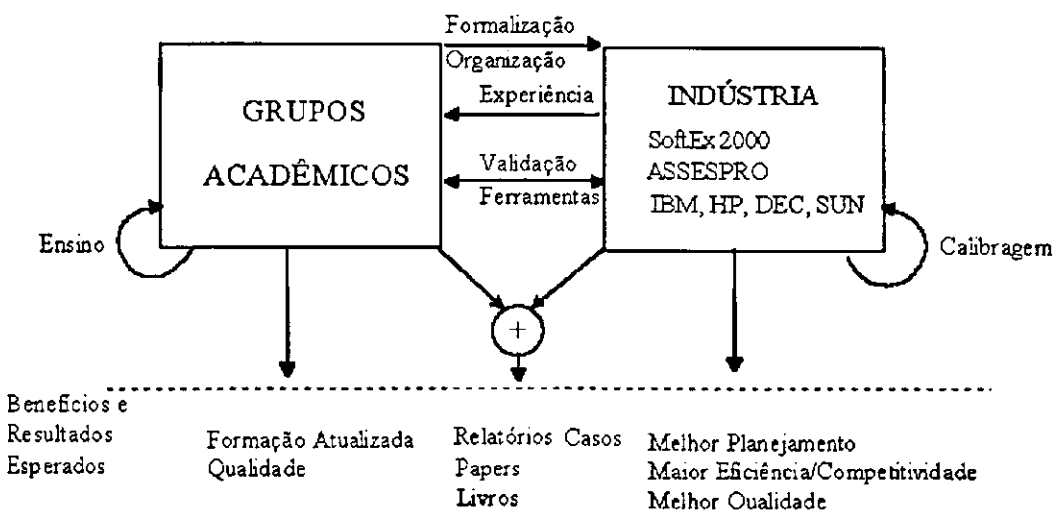 Formalização
Organização
Experiência
Validação
Ferramentas
GRUPOS
ACADÊMICOS
INDÚSTRIA
SoftEx 2000
ASSESPRO
IBM, HP, DEC, SUN
Ensino
Calibragem
+
Benefícios e
Resultados
Esperados
Formação Atualizada
Qualidade
Relatórios Casos
Papers
Livros
Melhor Planejamento
Maior Eficiência/Competitividade
Melhor Qualidade